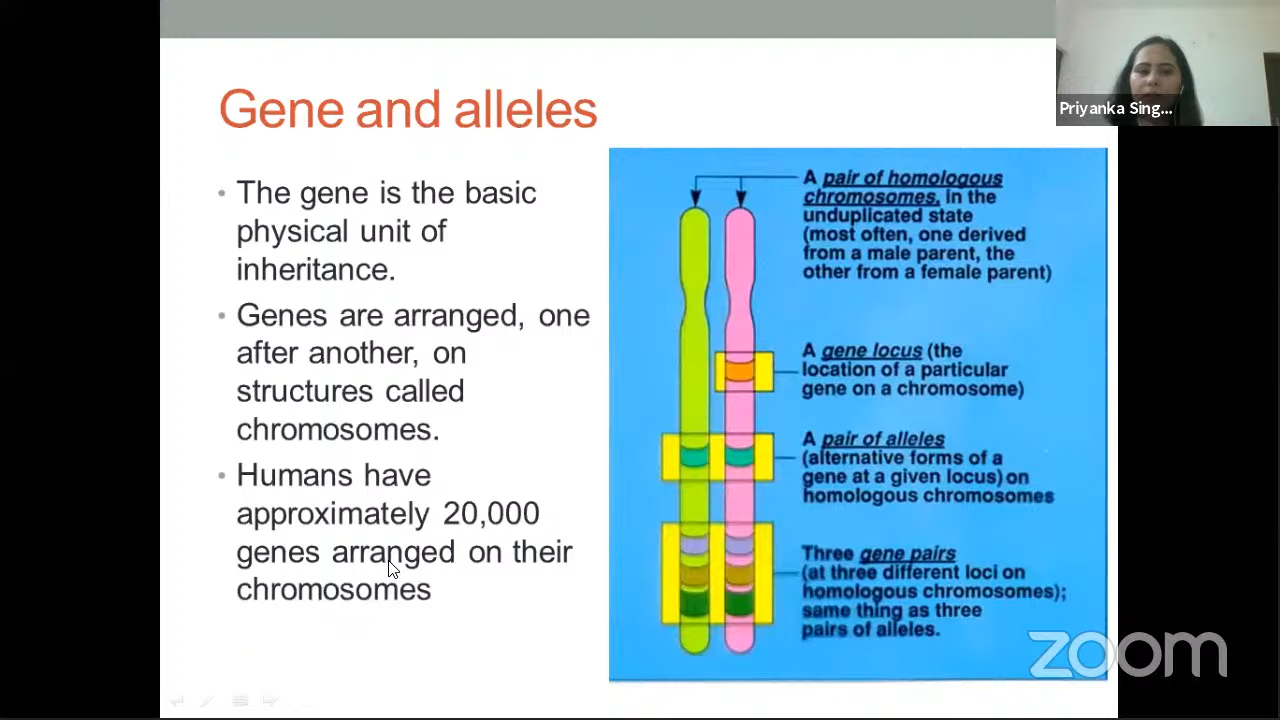 Gene and alleles
• The gene is the basic
physical unit of
inheritance.
• Genes are arranged, one
after another, on
structures called
chromosomes.
• Humans have
approximately 20,000
genes arranged on their
chromosomes
A pair of homologous
chromosomes, in the
unduplicated state
(most often, one derived
from a male parent, the
other from a female parent)
A gene locus (the
location of a particular
gene on a chromosome)
A pair of alleles
(alternative forms of a
gene at a given locus) on
homologous chromosomes
Three gene pairs
(at three different loci on
homologous chromosomes);
same thing as three
pairs of alleles.
Priyanka Sing...
zoom